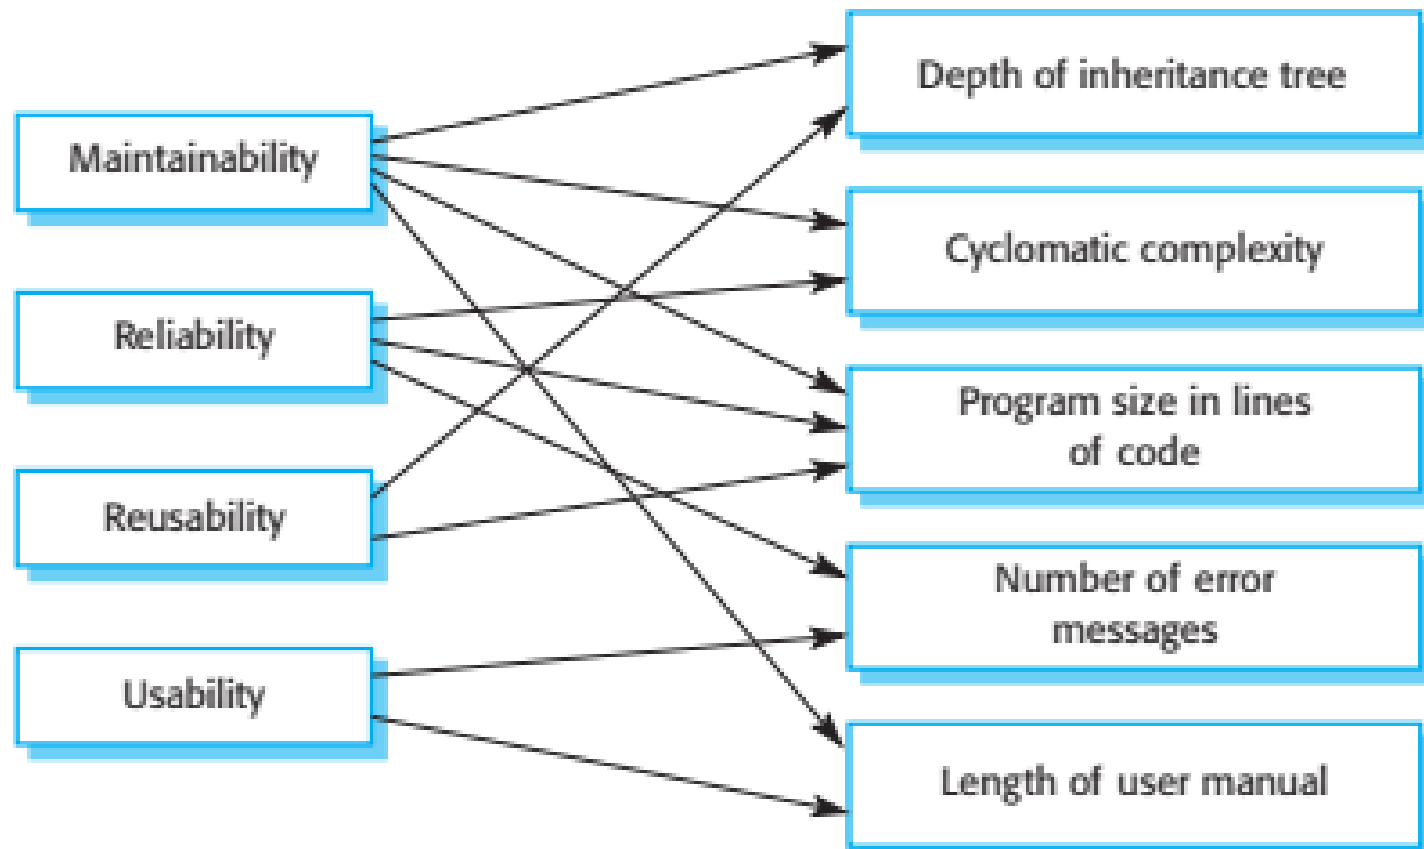 Maintainability
Reliability
Reusability
Usability
Depth of inheritance tree
Cyclomatic complexity
Program size in lines
of code
Number of error
messages
Length of user manual